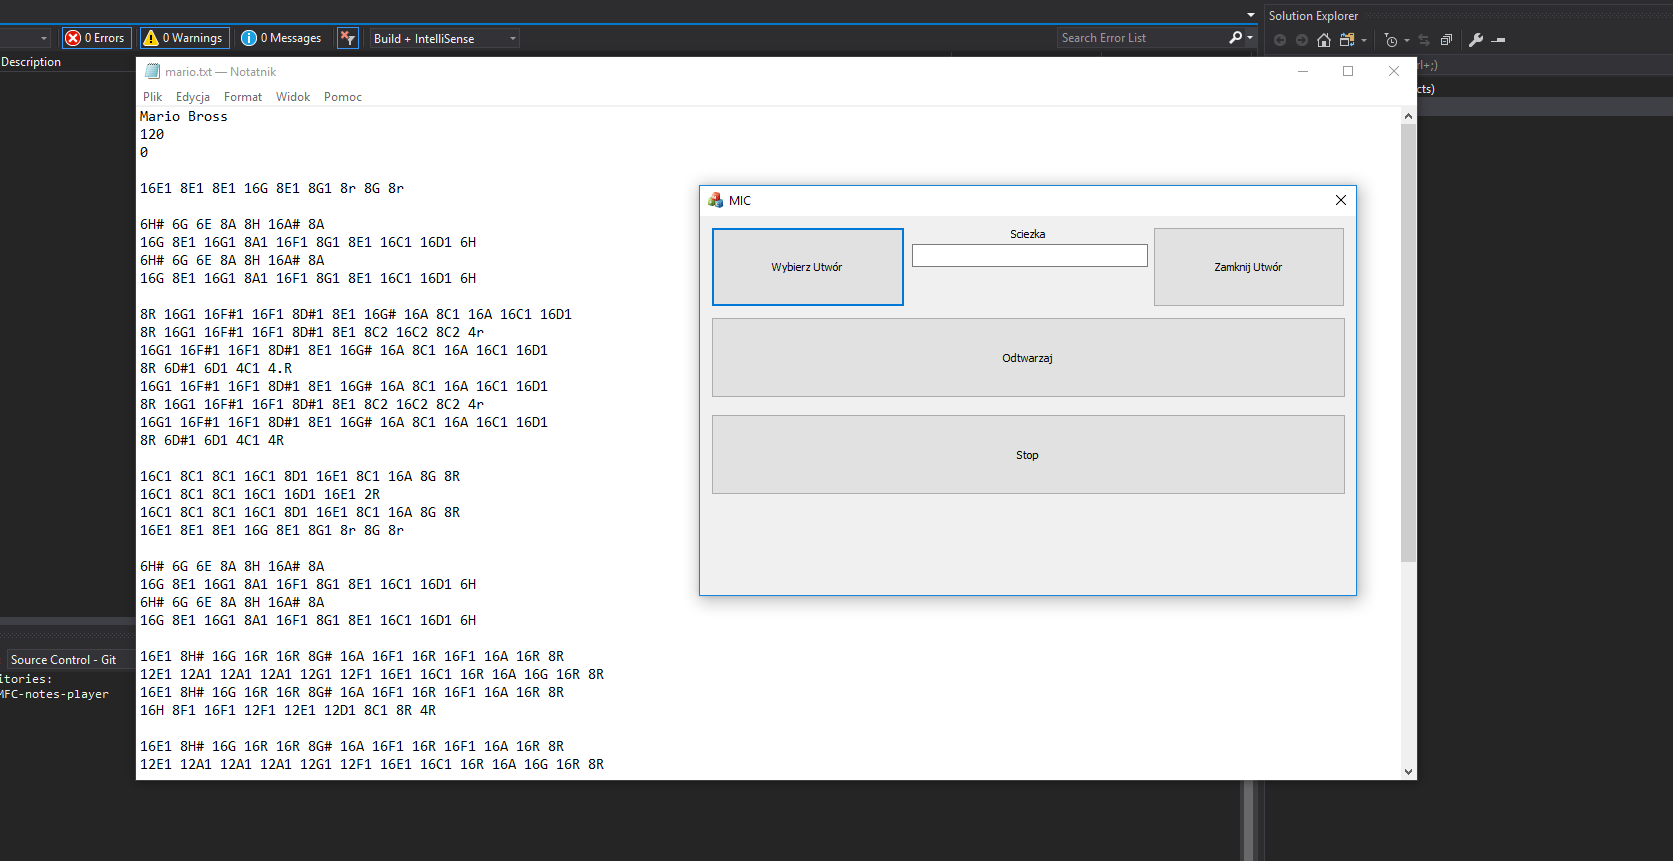 Solution Explorer
0 Errors
0 Warnings
0 Messages
Build + IntelliSense
Search Error List
Description
rl+;)
cts)
mario.txt — Notatnik
Plik Edycja Format Widok Pomoc
Mario Bross
120
0
16E1 8E1 8E1 16G 8E1 8G1 8r 8G 8r
6H# 6G 6E 8A 8H 16A# 8A
16G 8E1 16G1 8A1 16F1 8G1 8E1 16C1 16D1 6H
6H# 6G 6E 8A 8H 16A# 8A
16G 8E1 16G1 8A1 16F1 8G1 8E1 16C1 16D1 6H
8R 16G1 16F#1 16F1 8D#1 8E1 16G# 16A 8C1 16A 16C1 16D1
8R 16G1 16F#1 16F1 8D#1 8E1 8C2 16C2 8C2 4r
16G1 16F#1 16F1 8D#1 8E1 16G# 16A 8C1 16A 16C1 16D1
8R 6D#1 6D1 4C1 4.R
16G1 16F#1 16F1 8D#1 8E1 16G# 16A 8C1 16A 16C1 16D1
8R 16G1 16F#1 16F1 8D#1 8E1 8C2 16C2 8C2 4r
16G1 16F#1 16F1 8D#1 8E1 16G# 16A 8C1 16A 16C1 16D1
8R 6D#1 6D1 4C1 4R
16C1 8C1 8C1 16C1 8D1 16E1 8C1 16A 8G 8R
16C1 8C1 8C1 16C1 16D1 16E1 2R
16C1 8C1 8C1 16C1 8D1 16E1 8C1 16A 8G 8R
16E1 8E1 8E1 16G 8E1 8G1 8r 8G 8r
6H# 6G 6E 8A 8H 16A# 8A
16G 8E1 16G1 8A1 16F1 8G1 8E1 16C1 16D1 6H
6H# 6G 6E 8A 8H 16A# 8A
16G 8E1 16G1 8A1 16F1 8G1 8E1 16C1 16D1 6H
16E1 8H# 16G 16R 16R 8G# 16A 16F1 16R 16F1 16A 16R 8R
12E1 12A1 12A1 12A1 12G1 12F1 16E1 16C1 16R 16A 16G 16R 8R
16E1 8H# 16G 16R 16R 8G# 16A 16F1 16R 16F1 16A 16R 8R
16H 8F1 16F1 12F1 12E1 12D1 8C1 8R 4R
16E1 8H# 16G 16R 16R 8G# 16A 16F1 16R 16F1 16A 16R 8R
12E1 12A1 12A1 12A1 12G1 12F1 16E1 16C1 16R 16A 16G 16R 8R
MIC
Wybierz Utwór
Sciezka
Zamknij Utwór
Odtwarzaj
Stop
Source Control - Git
itories:
MFC-notes-player